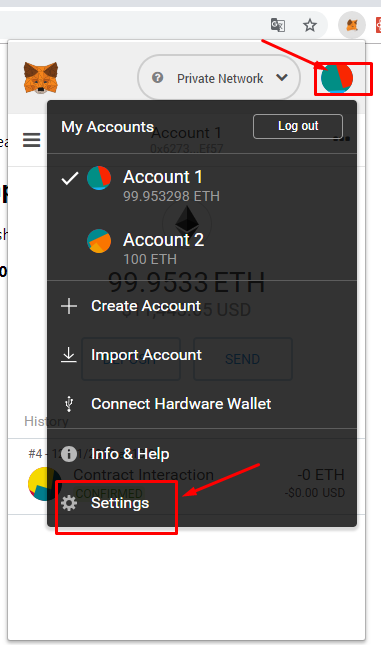 Private Network
My Accounts
Log out
Account 1
0x6273...Ef57
Account 1
99.953298 ETH
Account 2
100 ETH
99.9533 ETH
USD
SEND
Create Account
Import Account
Connect Hardware Wallet
History
Info & Help
#4 - 1
Contract Interaction
-0 ETH
CONFIRMED
-$0.00 USD
Settings